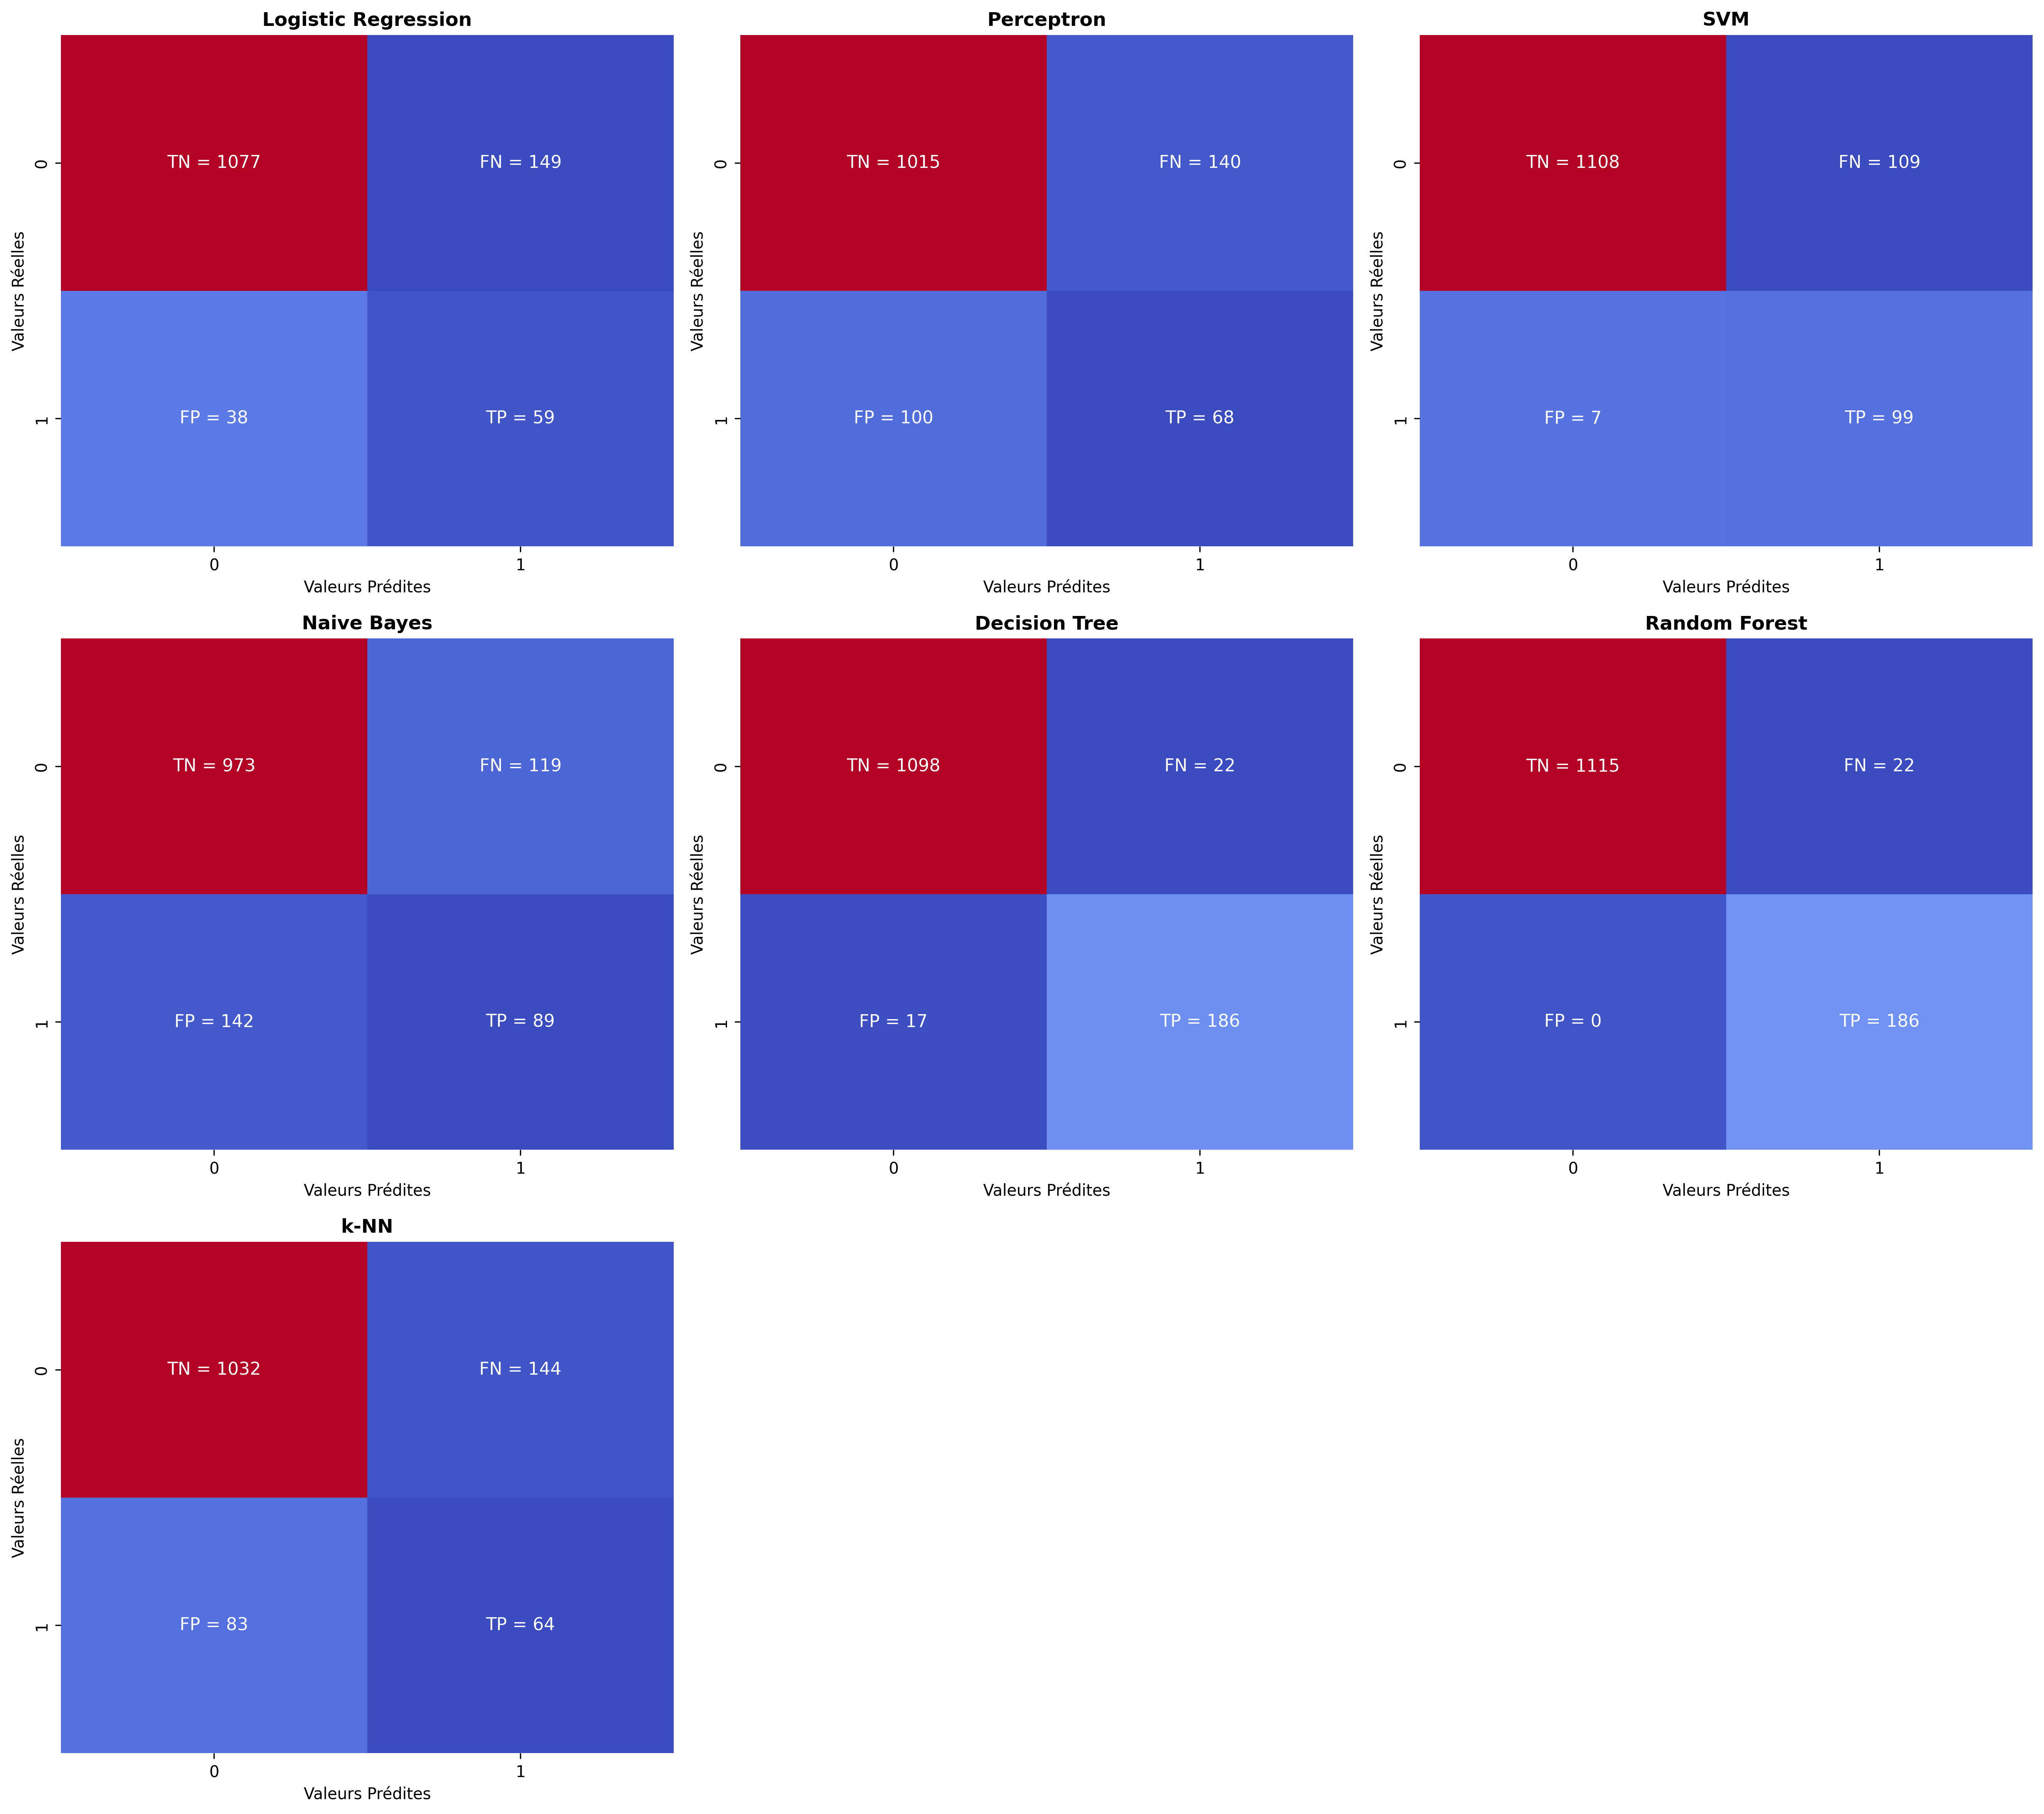 Logistic Regression
Perceptron
SVM
Valeurs Réelles
0
TN = 1077
FN = 149
1
FP = 38
TP = 59
0
1
Valeurs Prédites
Valeurs Réelles
0
TN = 1015
FN = 140
1
FP = 100
TP = 68
0
1
Valeurs Prédites
Valeurs Réelles
0
TN = 1108
FN = 109
1
FP = 7
TP = 99
0
1
Valeurs Prédites
Naive Bayes
Decision Tree
Random Forest
Valeurs Réelles
0
TN = 973
FN = 119
1
FP = 142
TP = 89
0
1
Valeurs Prédites
Valeurs Réelles
0
TN = 1098
FN = 22
1
FP = 17
TP = 186
0
1
Valeurs Prédites
Valeurs Réelles
0
TN = 1115
FN = 22
1
FP = 0
TP = 186
0
1
Valeurs Prédites
k-NN
Valeurs Réelles
0
TN = 1032
FN = 144
1
FP = 83
TP = 64
0
1
Valeurs Prédites